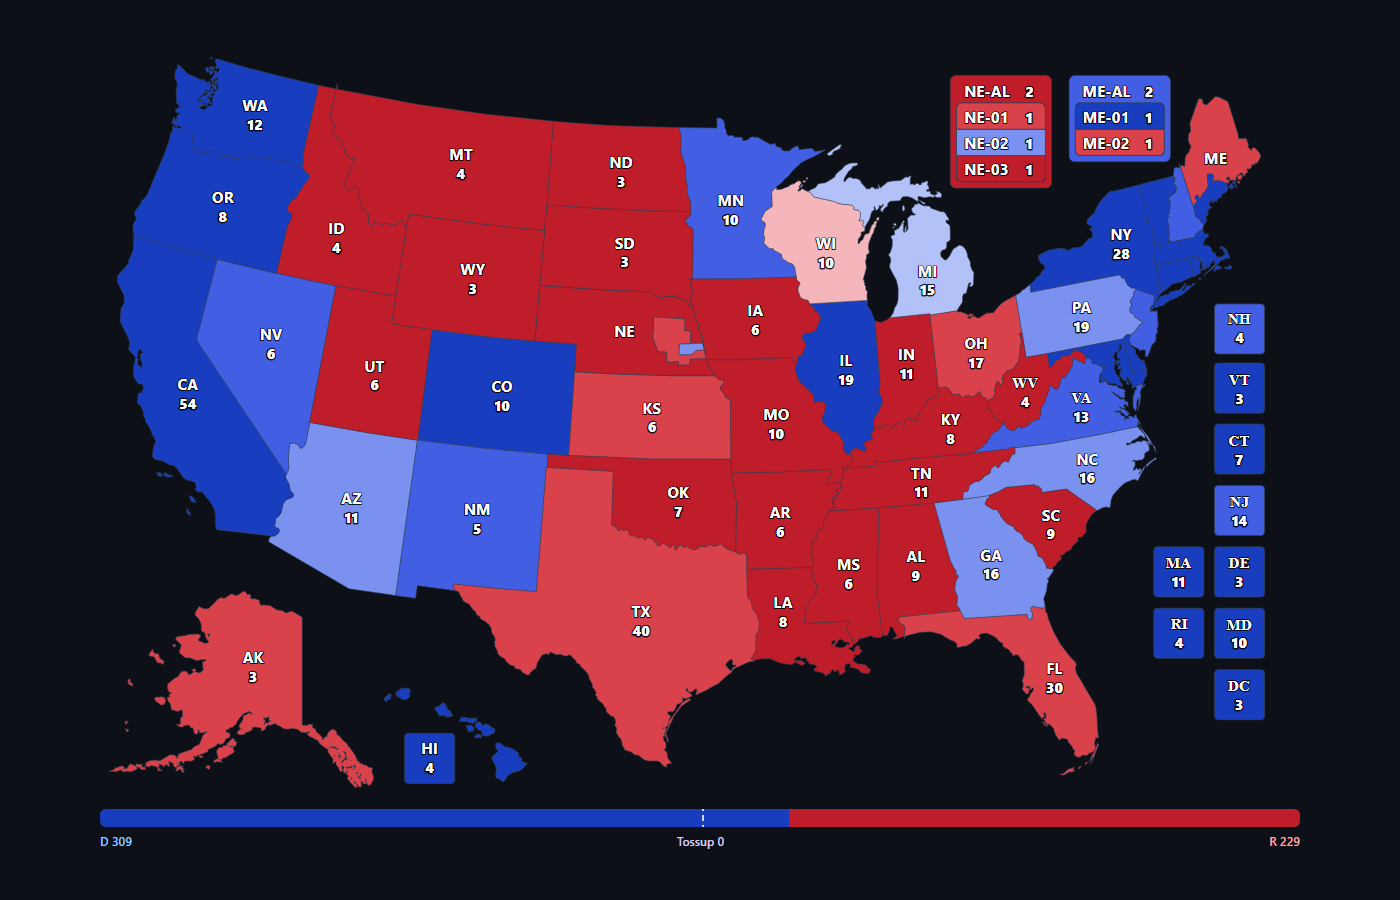 WA
12
OR
8
CA
54
NV
6
ID
4
MT
4
WY
3
UT
6
CO
10
AZ
11
NM
5
ND
3
SD
3
NE
KS
6
OK
7
TX
40
MN
10
IA
6
MO
10
AR
6
LA
8
WI
10
IL
19
MI
15
IN
11
OH
17
KY
8
TN
11
MS
6
AL
9
GA
16
FL
30
SC
9
NC
16
VA
13
WV
4
PA
19
NY
28
ME
NE-AL 2
NE-01 1
NE-02 1
NE-03 1
ME-AL 2
ME-01 1
ME-02 1
NH
4
VT
3
CT
7
NJ
14
MA
11
DE
3
RI
4
MD
10
DC
3
AK
3
HI
4
D 309
Tossup 0
R 229